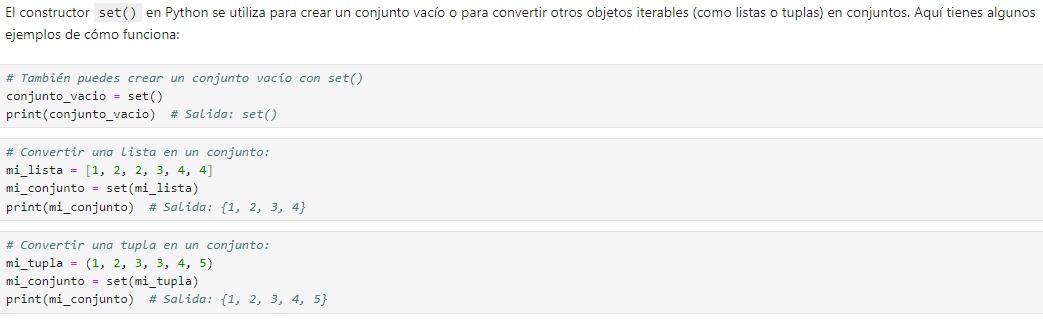 El constructor set() en Python se utiliza para crear un conjunto vacío o para convertir otros objetos iterables (como listas o tuplas) en conjuntos. Aquí tienes algunos
ejemplos de cómo funciona:
# También puedes crear un conjunto vacío con set()
conjunto_vacio = set()
print(conjunto_vacio)  # Salida: set()
# Convertir una lista en un conjunto:
mi_lista = [1, 2, 2, 3, 4, 4]
mi_conjunto = set(mi_lista)
print(mi_conjunto)  # Salida: {1, 2, 3, 4}
# Convertir una tupla en un conjunto:
mi_tupla = (1, 2, 3, 3, 4, 5)
mi_conjunto = set(mi_tupla)
print(mi_conjunto)  # Salida: {1, 2, 3, 4, 5}